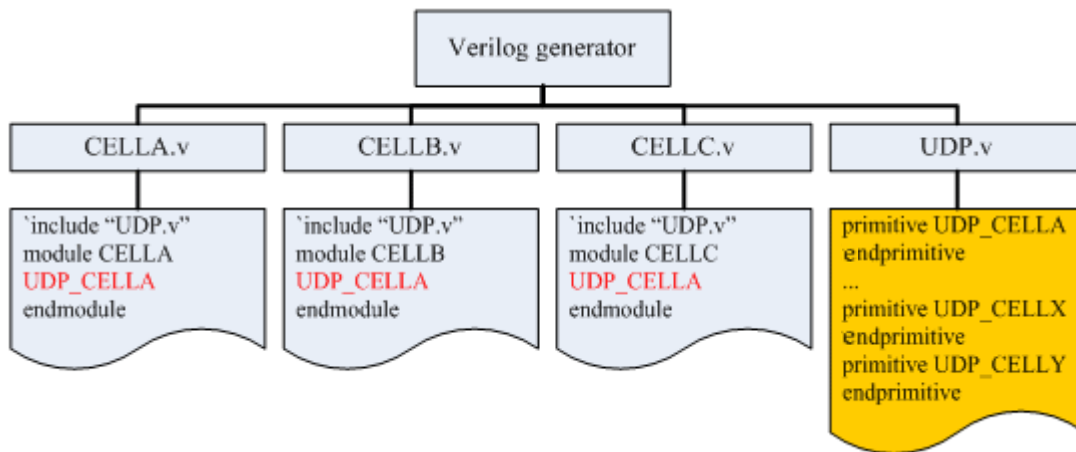 Verilog generator
CELLA.v
CELLB.v
CELLC.v
UDP.v
`include “UDP.v”
module CELLA
UDP_CELLA
endmodule
`include “UDP.v”
module CELLB
UDP_CELLA
endmodule
`include “UDP.v”
module CELLC
UDP_CELLA
endmodule
primitive UDP_CELLA
endprimitive
...
primitive UDP_CELLX
endprimitive
primitive UDP_CELLY
endprimitive